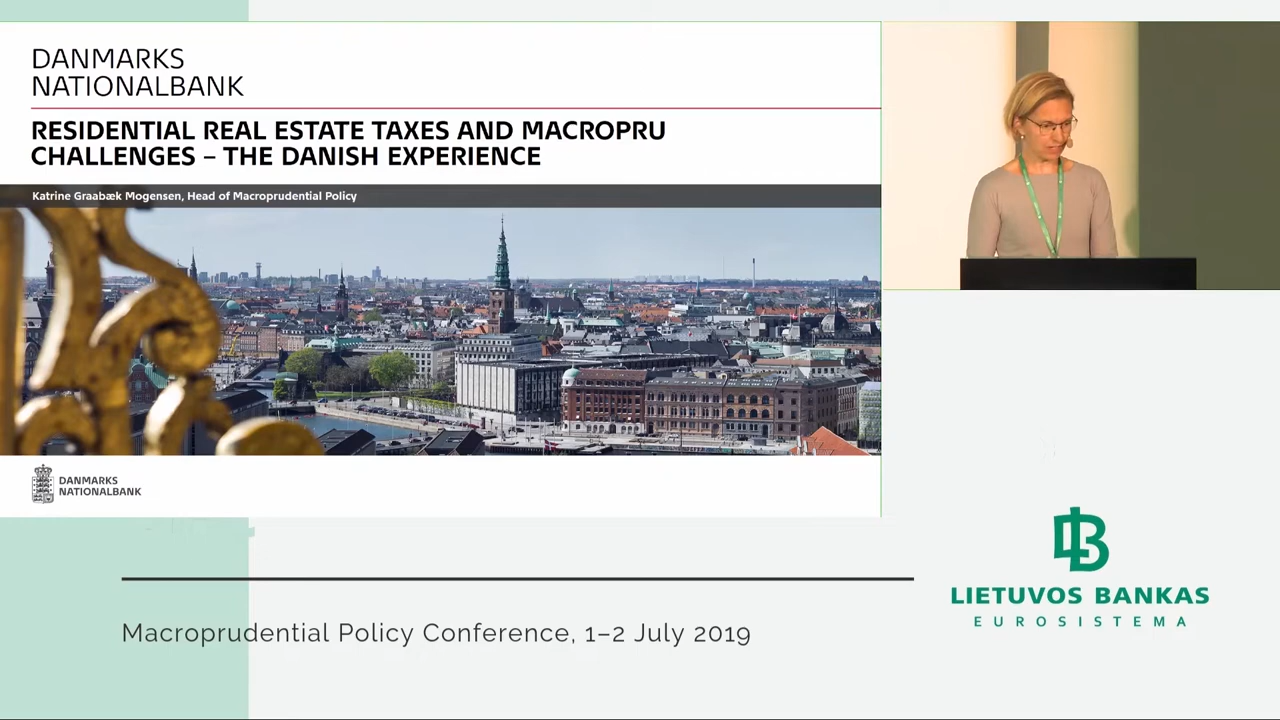 DANMARKS
NATIONALBANK
RESIDENTIAL REAL ESTATE TAXES AND MACROPRU
CHALLENGES – THE DANISH EXPERIENCE
Katrine Graabæk Mogensen, Head of Macroprudential Policy
DANMARKS
NATIONALBANK
LIETUVOS BANKAS
EUROSISTEMA
Macroprudential Policy Conference, 1–2 July 2019